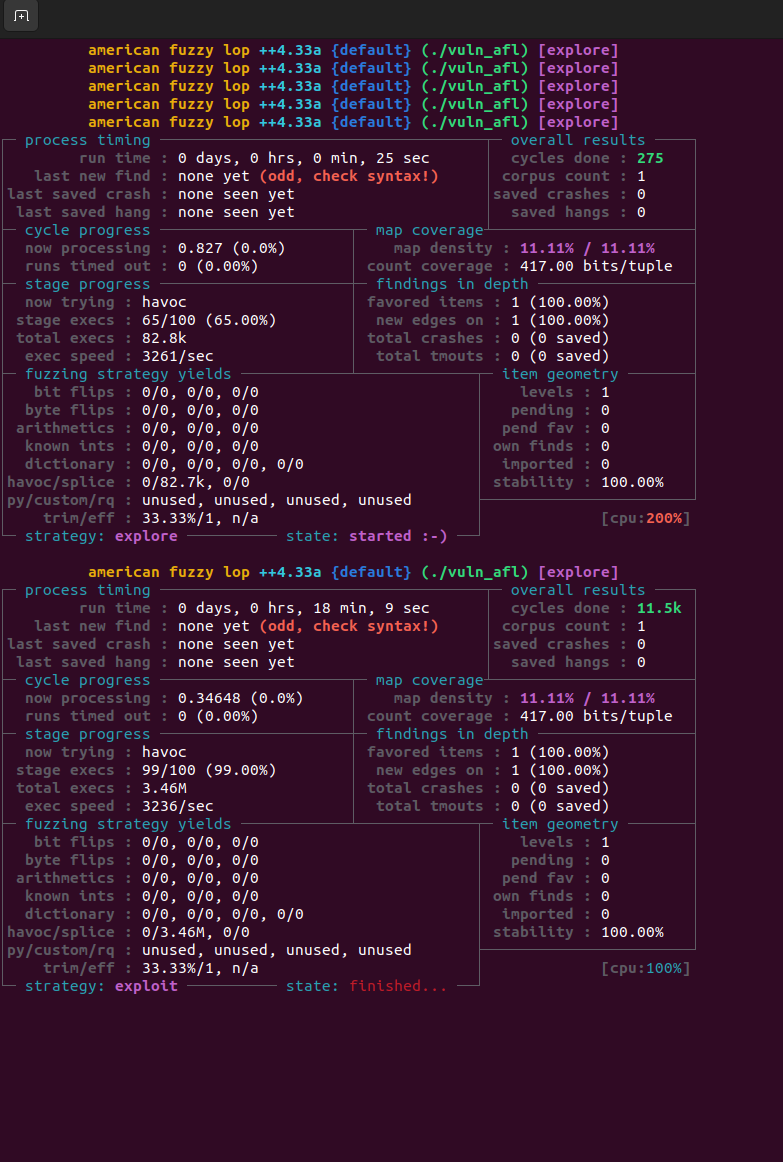 american fuzzy lop ++4.33a {default} (./vuln_afl) [explore]
american fuzzy lop ++4.33a {default} (./vuln_afl) [explore]
american fuzzy lop ++4.33a {default} (./vuln_afl) [explore]
american fuzzy lop ++4.33a {default} (./vuln_afl) [explore]
american fuzzy lop ++4.33a {default} (./vuln_afl) [explore]
process timing overall results
run time : 0 days, 0 hrs, 0 min, 25 sec cycles done : 275
last new find : none yet (odd, check syntax!) corpus count : 1
last saved crash : none seen yet saved crashes : 0
last saved hang : none seen yet saved hangs : 0
cycle progress map coverage
now processing : 0.827 (0.0%) map density : 11.11% / 11.11%
runs timed out : 0 (0.00%) count coverage : 417.00 bits/tuple
stage progress findings in depth
now trying : havoc favored items : 1 (100.00%)
stage execs : 65/100 (65.00%) new edges on : 1 (100.00%)
total execs : 82.8k total crashes : 0 (0 saved)
exec speed : 3261/sec total tmouts : 0 (0 saved)
fuzzing strategy yields item geometry
bit flips : 0/0, 0/0, 0/0 levels : 1
byte flips : 0/0, 0/0, 0/0 pending : 0
arithmetics : 0/0, 0/0, 0/0 pend fav : 0
known ints : 0/0, 0/0, 0/0 own finds : 0
dictionary : 0/0, 0/0, 0/0, 0/0 imported : 0
havoc/splice : 0/82.7k, 0/0 stability : 100.00%
py/custom/rq : unused, unused, unused, unused
trim/eff : 33.33%/1, n/a [cpu:200%]
strategy: explore state: started :-)
american fuzzy lop ++4.33a {default} (./vuln_afl) [explore]
process timing overall results
run time : 0 days, 0 hrs, 18 min, 9 sec cycles done : 11.5k
last new find : none yet (odd, check syntax!) corpus count : 1
last saved crash : none seen yet saved crashes : 0
last saved hang : none seen yet saved hangs : 0
cycle progress map coverage
now processing : 0.34648 (0.0%) map density : 11.11% / 11.11%
runs timed out : 0 (0.00%) count coverage : 417.00 bits/tuple
stage progress findings in depth
now trying : havoc favored items : 1 (100.00%)
stage execs : 99/100 (99.00%) new edges on : 1 (100.00%)
total execs : 3.46M total crashes : 0 (0 saved)
exec speed : 3236/sec total tmouts : 0 (0 saved)
fuzzing strategy yields item geometry
bit flips : 0/0, 0/0, 0/0 levels : 1
byte flips : 0/0, 0/0, 0/0 pending : 0
arithmetics : 0/0, 0/0, 0/0 pend fav : 0
known ints : 0/0, 0/0, 0/0 own finds : 0
dictionary : 0/0, 0/0, 0/0, 0/0 imported : 0
havoc/splice : 0/3.46M, 0/0 stability : 100.00%
py/custom/rq : unused, unused, unused, unused
trim/eff : 33.33%/1, n/a [cpu:100%]
strategy: exploit state: finished...